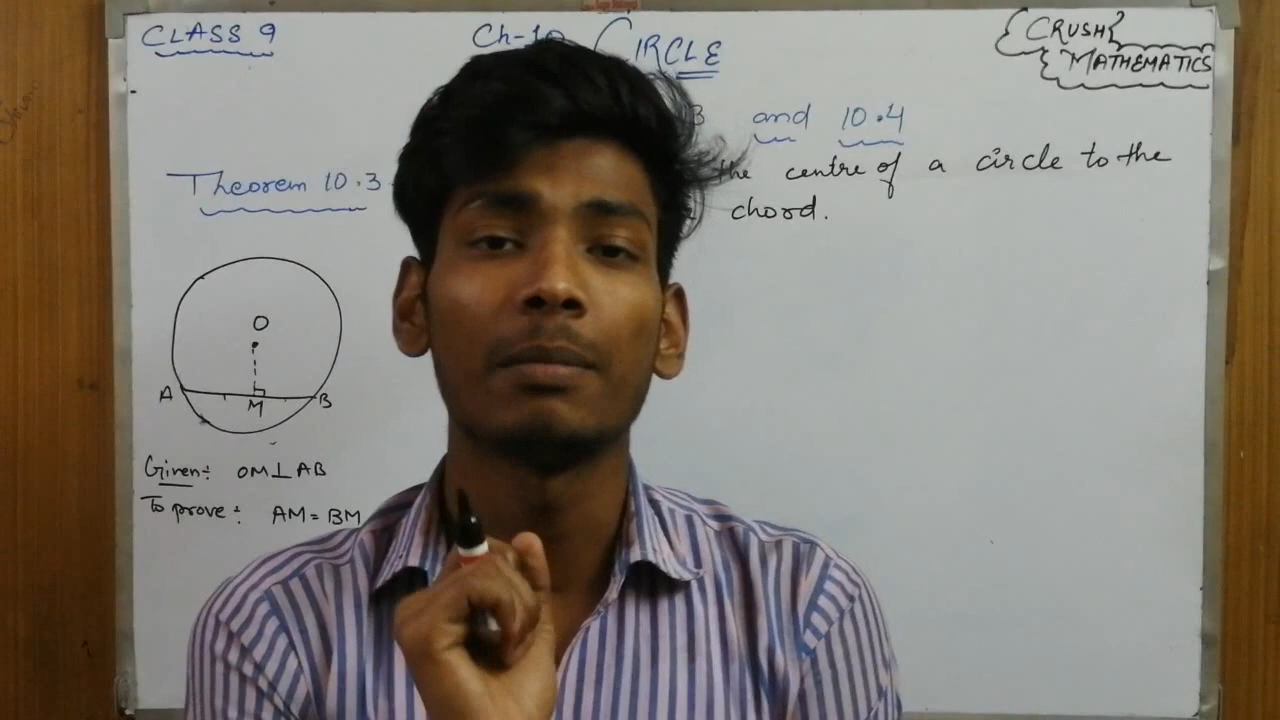 CLASS 9
Ch-10 CIRCLE
{CRUSH}
{MATHEMATICS
3 and 10.4
Theorem 10.3 the centre of a circle to the
chord.
O
A M B
Given:- OM⊥AB
To prove:- AM=BM